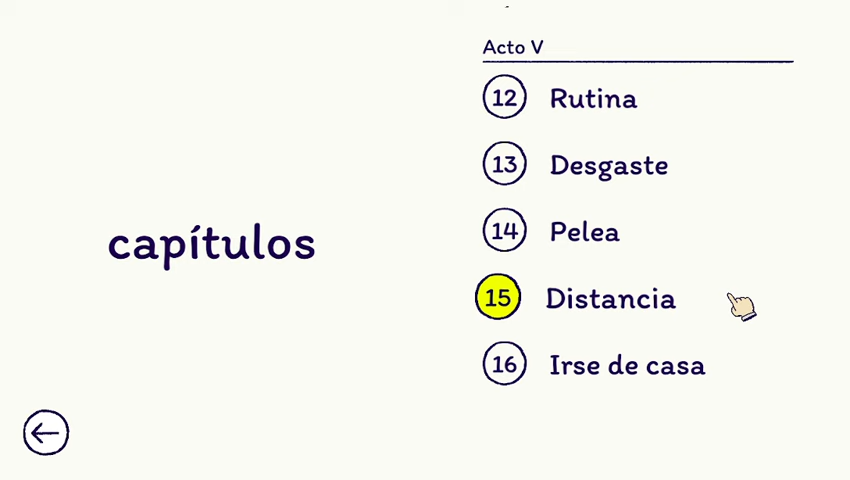 capítulos
Acto V
12 Rutina
13 Desgaste
14 Pelea
15 Distancia
16 Irse de casa